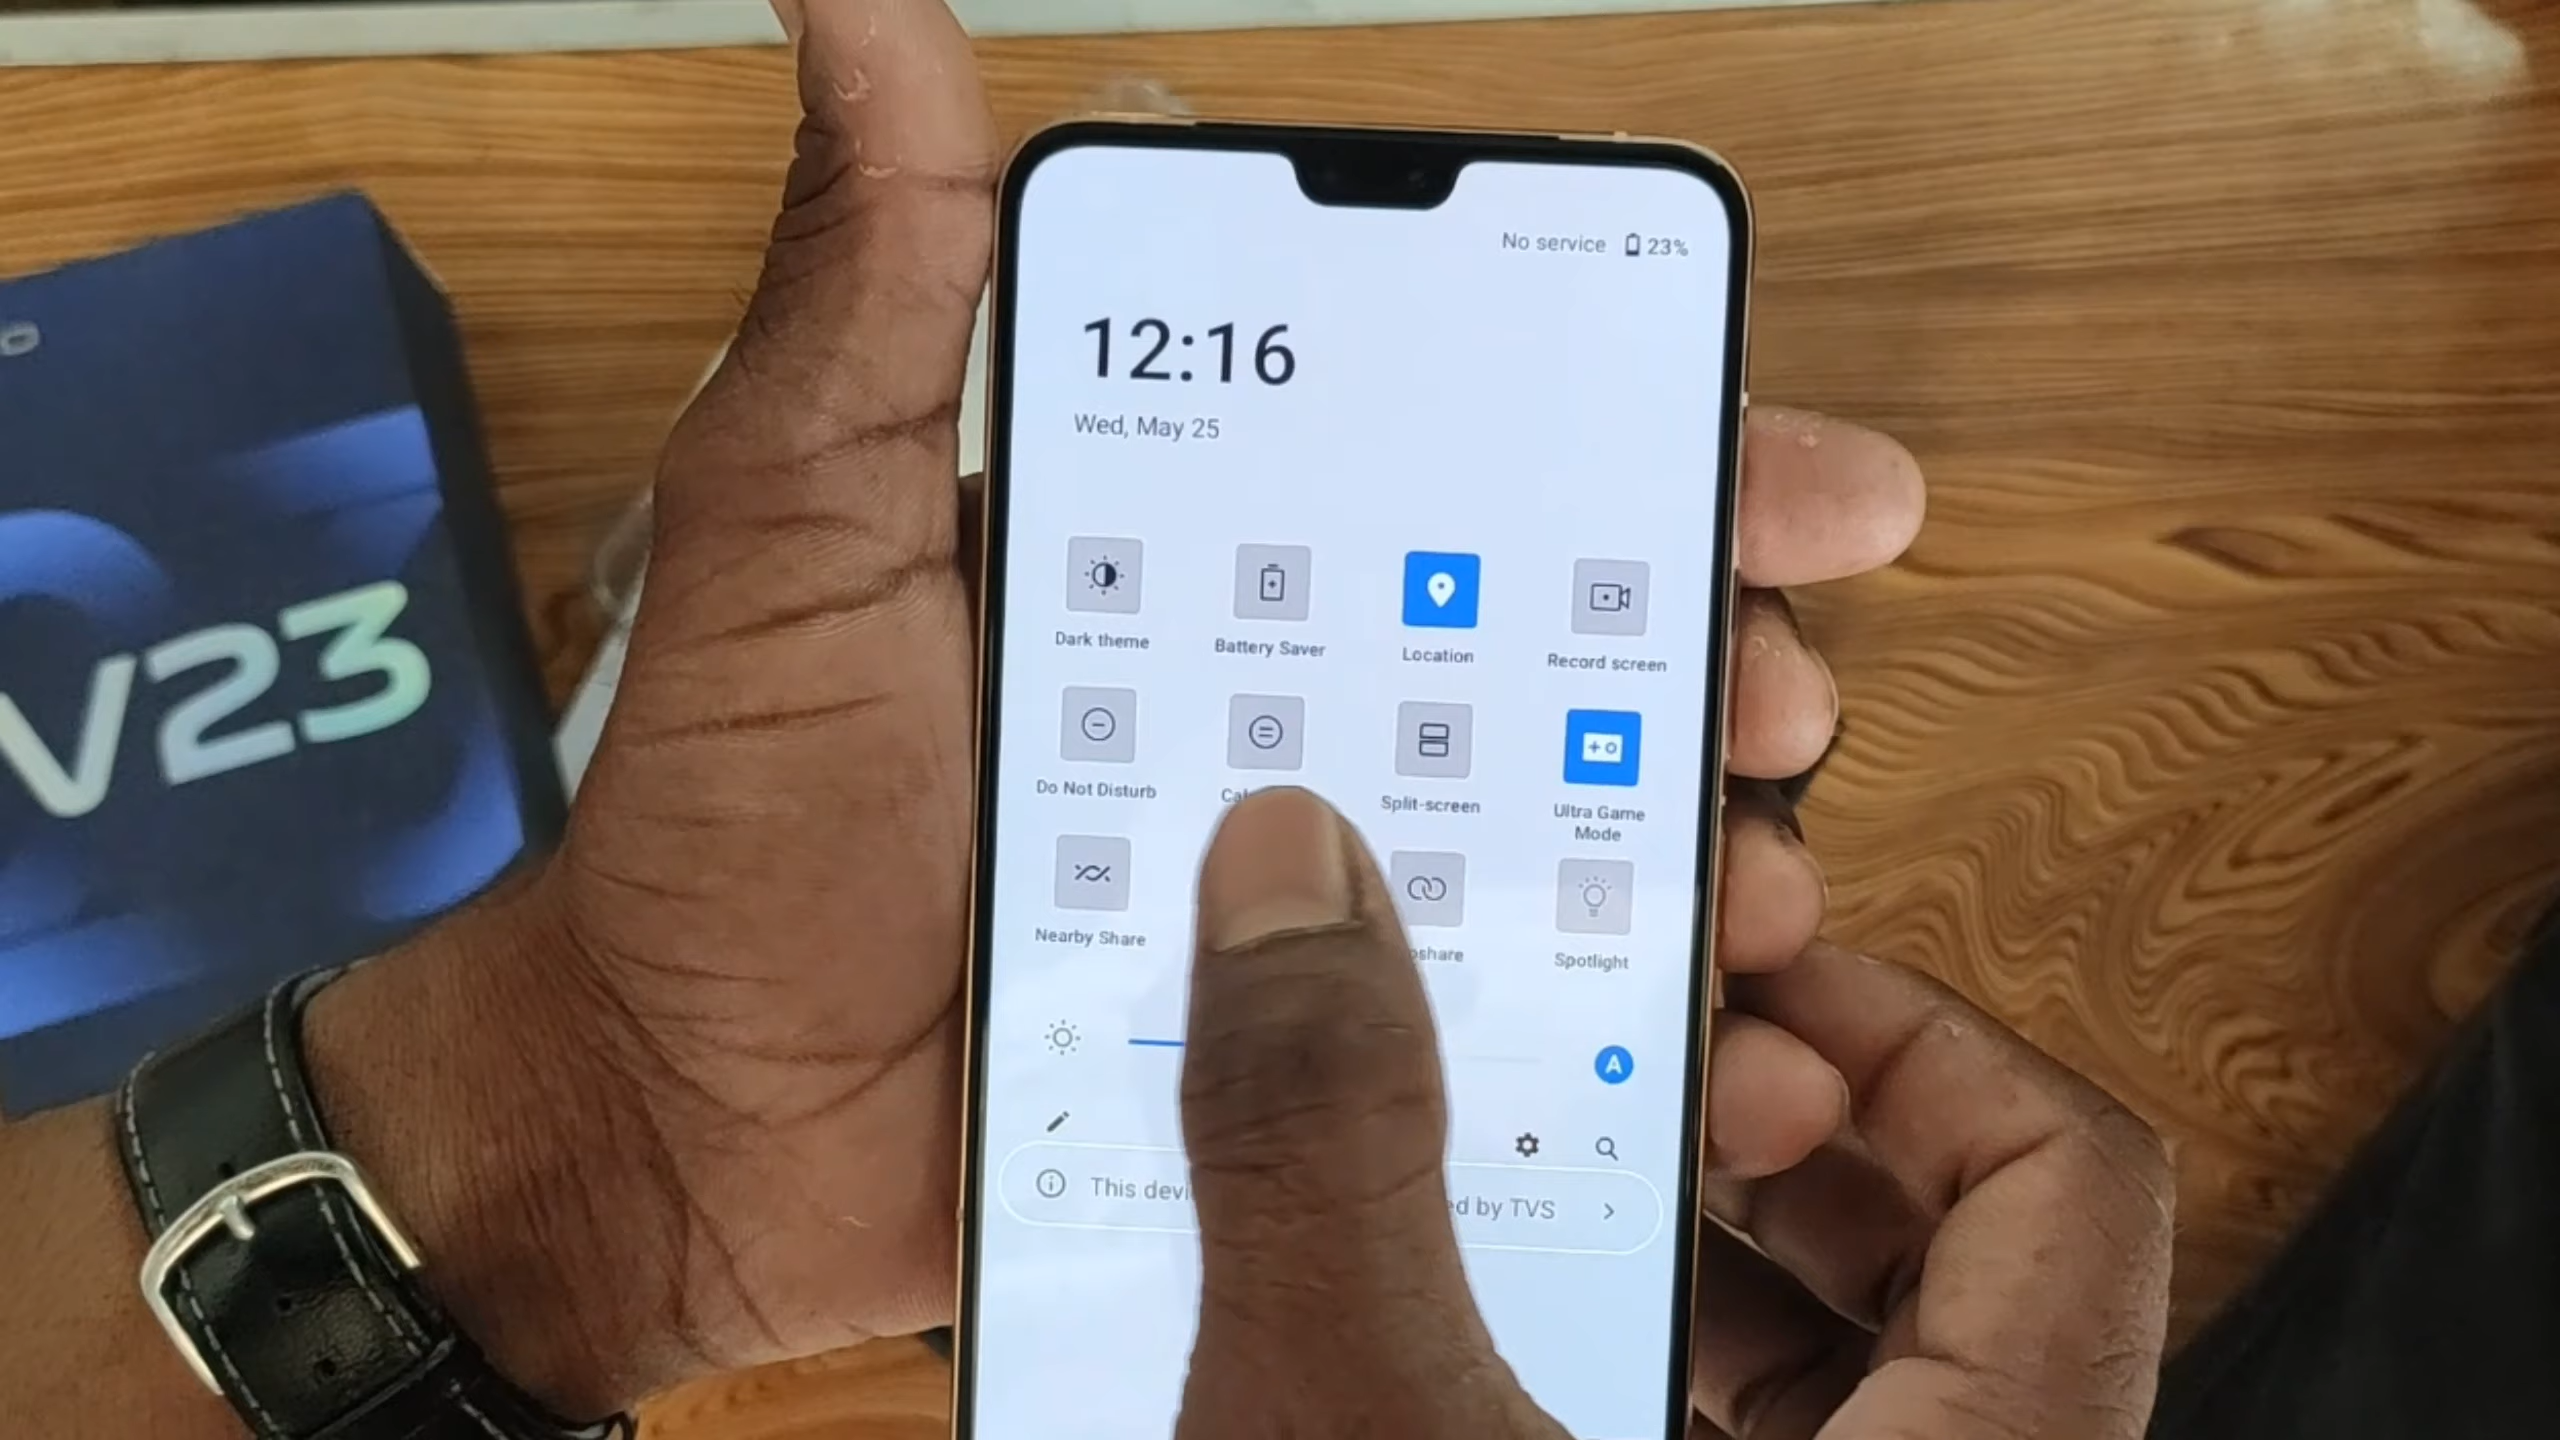 V23
No service 23%
12:16
Wed, May 25
Dark theme
Battery Saver
Location
Record screen
Do Not Disturb
Split-screen
Ultra Game
Mode
Nearby Share
Spotlight
A
This by TVS